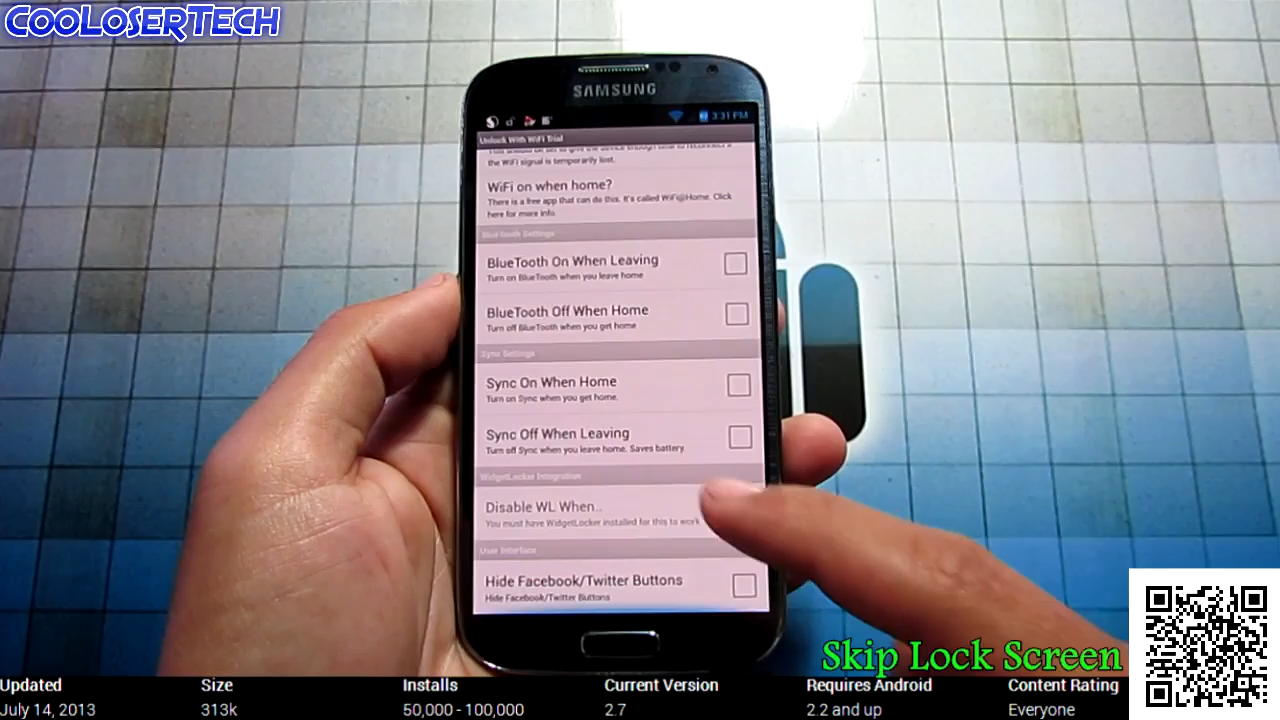 COOLOSERTECH
SAMSUNG
3:31 PM
Unlock With WiFi Trial
the WiFi signal is temporarily lost.
WiFi on when home?
There is a free app that can do this. It's called WiFi@Home. Click
here for more info.
BlueTooth Settings
BlueTooth On When Leaving
Turn on BlueTooth when you leave home
BlueTooth Off When Home
Turn off BlueTooth when you get home
Sync Settings
Sync On When Home
Turn on Sync when you get home.
Sync Off When Leaving
Turn off Sync when you leave home. Saves battery.
WidgetLocker Integration
Disable WL When..
You must have WidgetLocker installed for this to work
User Interface
Hide Facebook/Twitter Buttons
Hide Facebook/Twitter Buttons
Skip Lock Screen
Updated Size Installs Current Version Requires Android Content Rating
July 14, 2013 313k 50,000 - 100,000 2.7 2.2 and up Everyone